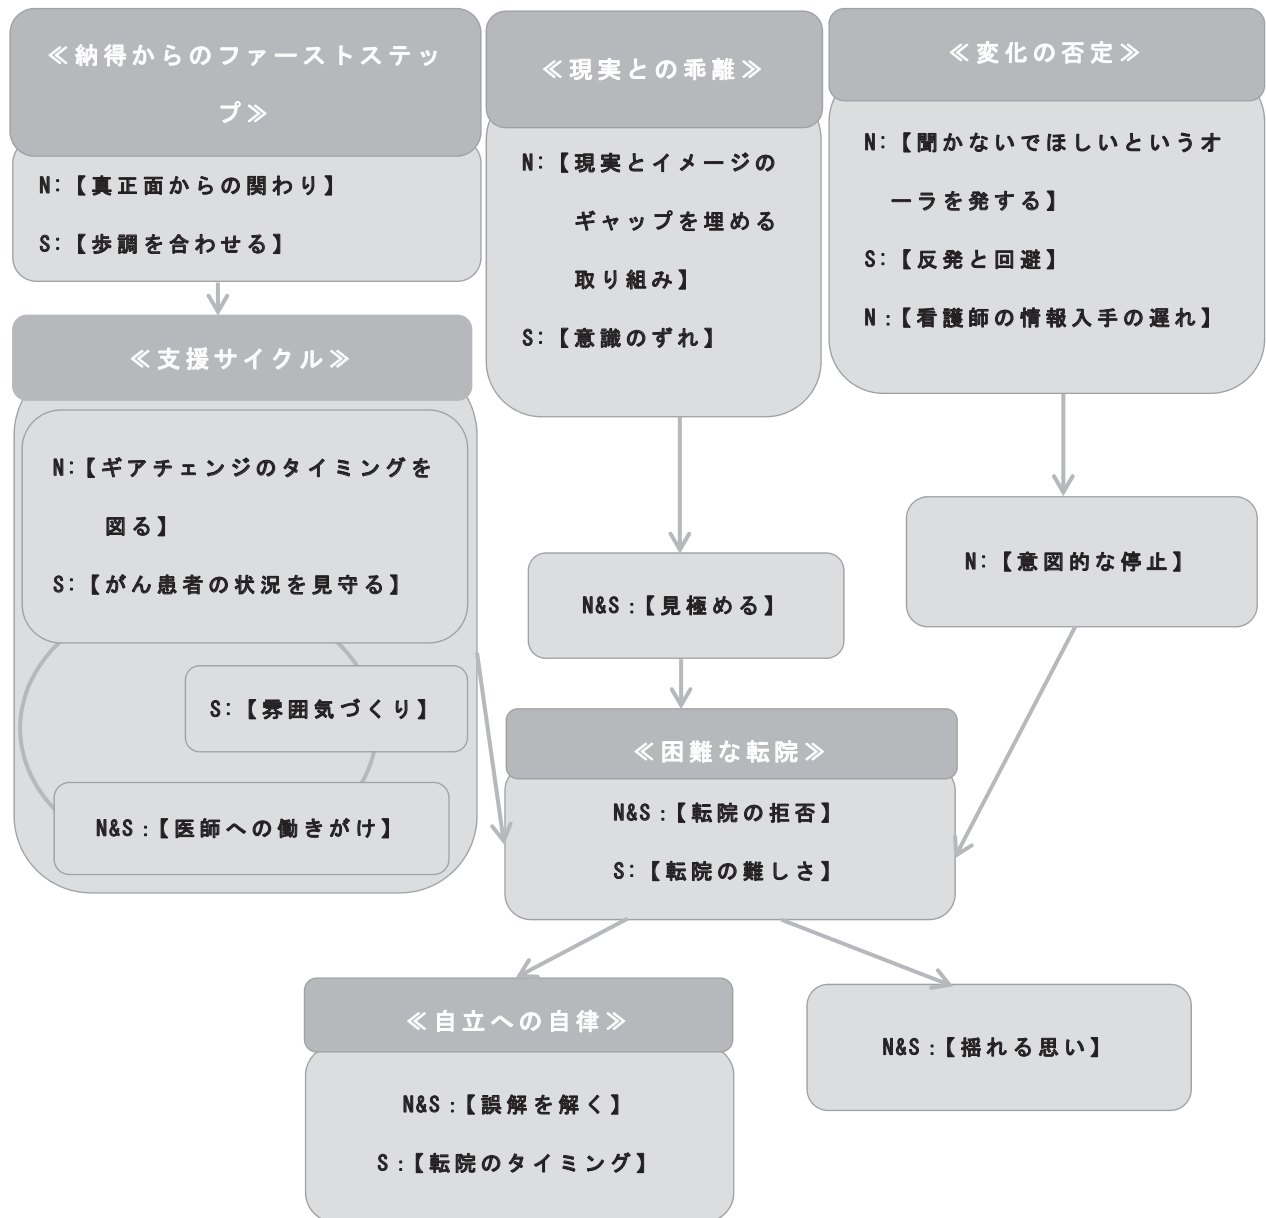 ≪納得からのファーストステッ
プ≫
N:【真正面からの関わり】
S:【歩調を合わせる】
≪支援サイクル≫
N:【ギアチェンジのタイミングを
図る】
S:【がん患者の状況を見守る】
S:【雰囲気づくり】
N&S:【医師への働きがけ】
≪現実との乖離≫
N:【現実とイメージの
ギャップを埋める
取り組み】
S:【意識のずれ】
N&S:【見極める】
≪変化の否定≫
N:【聞かないでほしいというオ
ーラを発する】
S:【反発と回避】
N:【看護師の情報入手の遅れ】
N:【意図的な停止】
≪困難な転院≫
N&S:【転院の拒否】
S:【転院の難しさ】
≪自立への自律≫
N&S:【誤解を解く】
S:【転院のタイミング】
N&S:【揺れる思い】